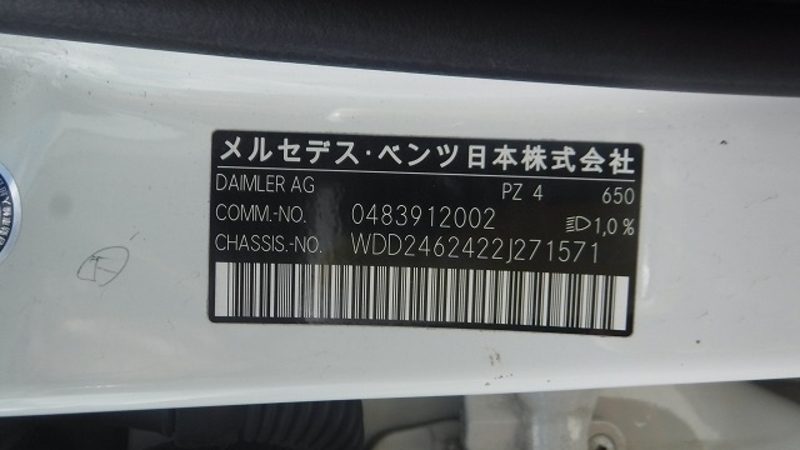 メルセデス・ベンツ日本株式会社
DAIMLER AG PZ 4 650
COMM.-NO. 0483912002 1,0%
CHASSIS.-NO. WDD2462422J271571